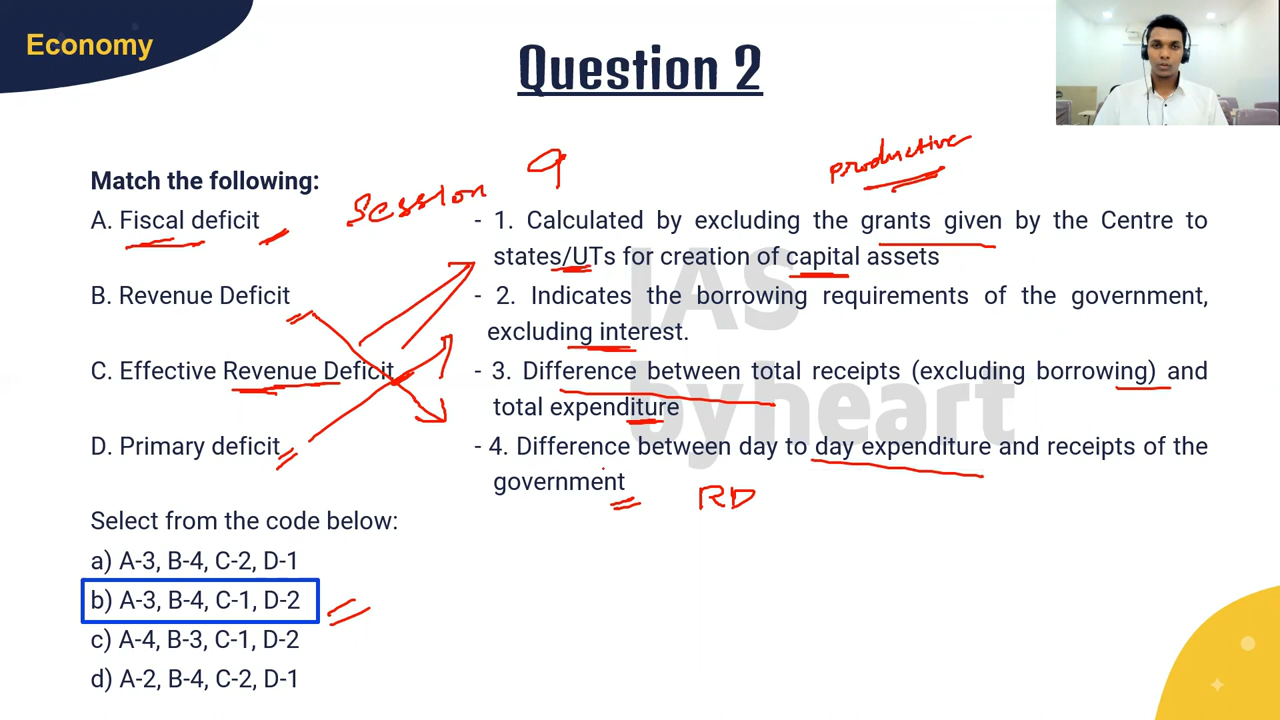 Economy
Question 2
productive
Session 9
Match the following:
A. Fiscal deficit
- 1. Calculated by excluding the grants given by the Centre to
states/UTs for creation of capital assets
B. Revenue Deficit
- 2. Indicates the borrowing requirements of the government,
excluding interest.
C. Effective Revenue Deficit
- 3. Difference between total receipts (excluding borrowing) and
total expenditure
D. Primary deficit
- 4. Difference between day to day expenditure and receipts of the
government
RD
IAS
byheart
Select from the code below:
a) A-3, B-4, C-2, D-1
b) A-3, B-4, C-1, D-2
c) A-4, B-3, C-1, D-2
d) A-2, B-4, C-2, D-1